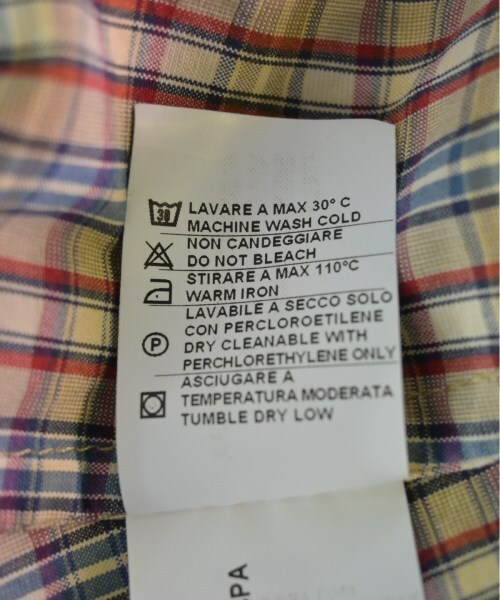 30
LAVARE A MAX 30° C
MACHINE WASH COLD
NON CANDEGGIARE
DO NOT BLEACH
STIRARE A MAX 110°C
WARM IRON
LAVABILE A SECCO SOLO
CON PERCLOROETILENE
P
DRY CLEANABLE WITH
PERCHLORETHYLENE ONLY
ASCIUGARE A
TEMPERATURA MODERATA
TUMBLE DRY LOW
PA